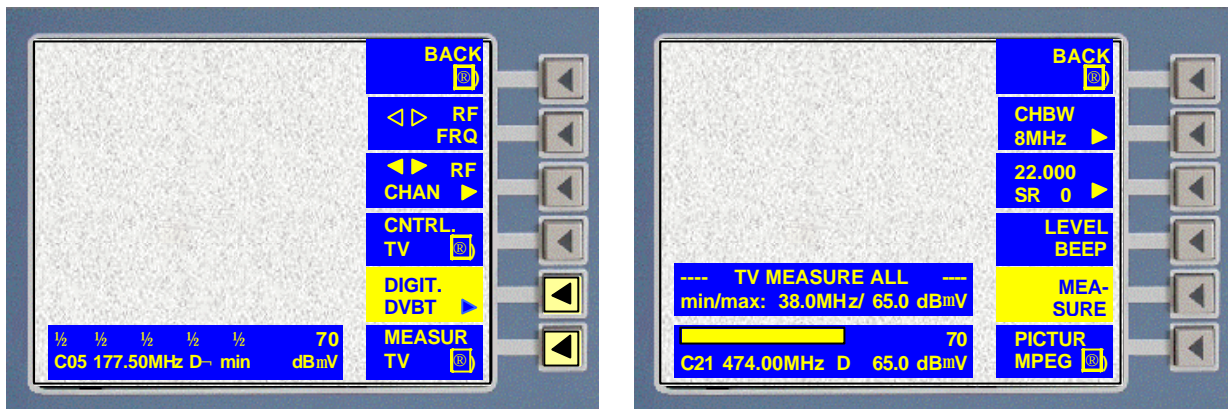 BACK
®)
◁ ▷ RF
FRQ
◀ ▶ RF
CHAN ▶
CNTRL.
TV ®)
DIGIT.
DVBT ▶
MEASUR
TV ®)
½ ½ ½ ½ ½ 70
C05 177.50MHz D¬ min dBmV
BACK
®)
CHBW
8MHz ▶
22.000
SR 0 ▶
LEVEL
BEEP
MEA-
SURE
PICTUR
MPEG ®)
---- TV MEASURE ALL ----
min/max: 38.0MHz/ 65.0 dBmV
70
C21 474.00MHz D 65.0 dBmV